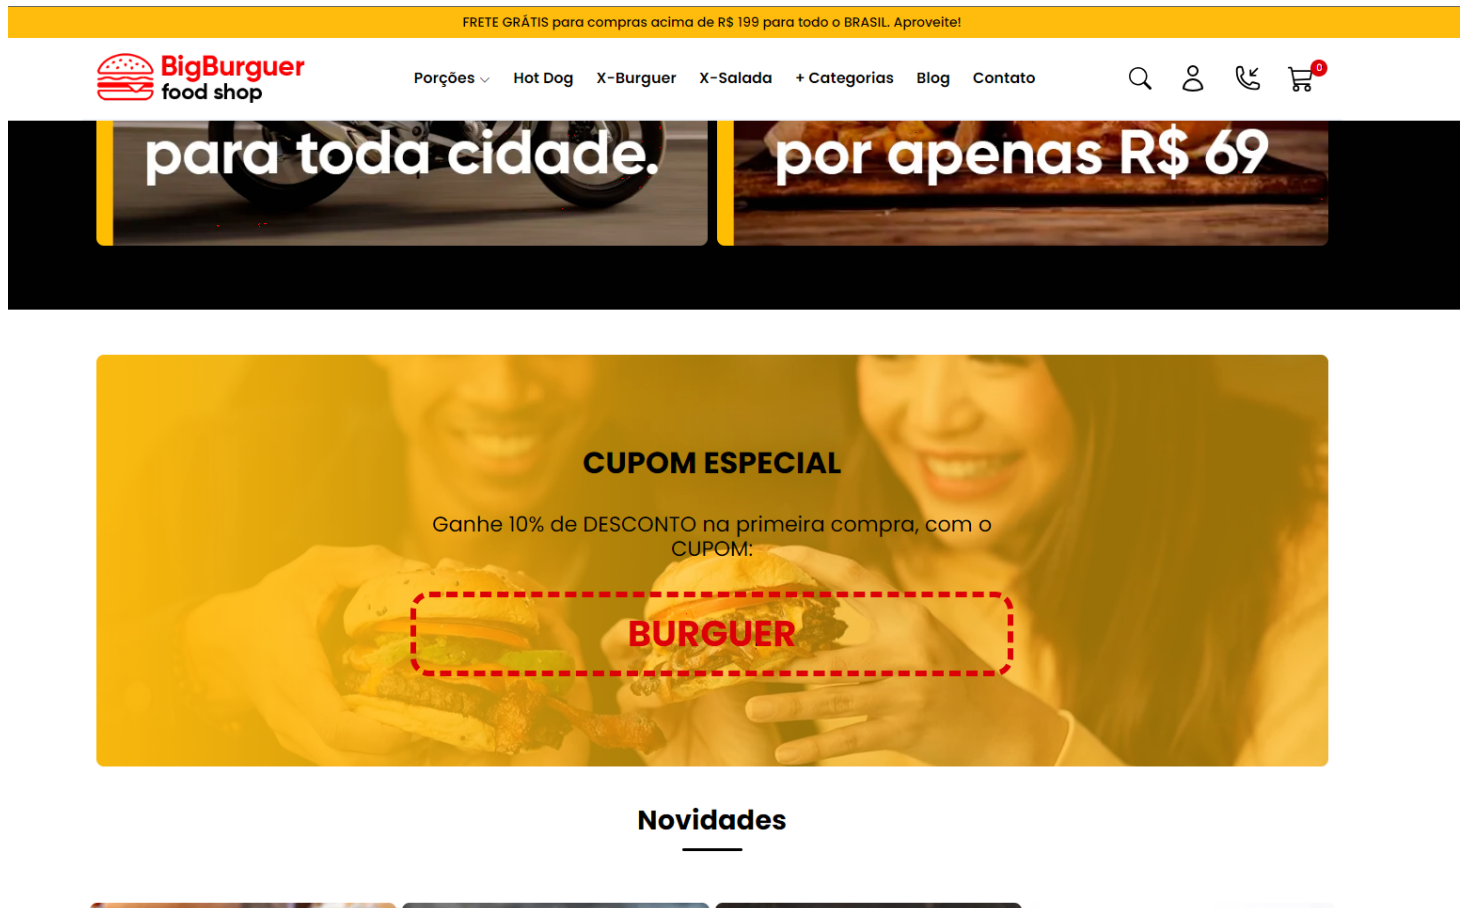 FRETE GRÁTIS para compras acima de R$ 199 para todo o BRASIL. Aproveite!
BigBurguer
food shop
Porções
Hot Dog
X-Burguer
X-Salada
+ Categorias
Blog
Contato
0
para toda cidade.
por apenas R$ 69
CUPOM ESPECIAL
Ganhe 10% de DESCONTO na primeira compra, com o
CUPOM:
BURGUER
Novidades